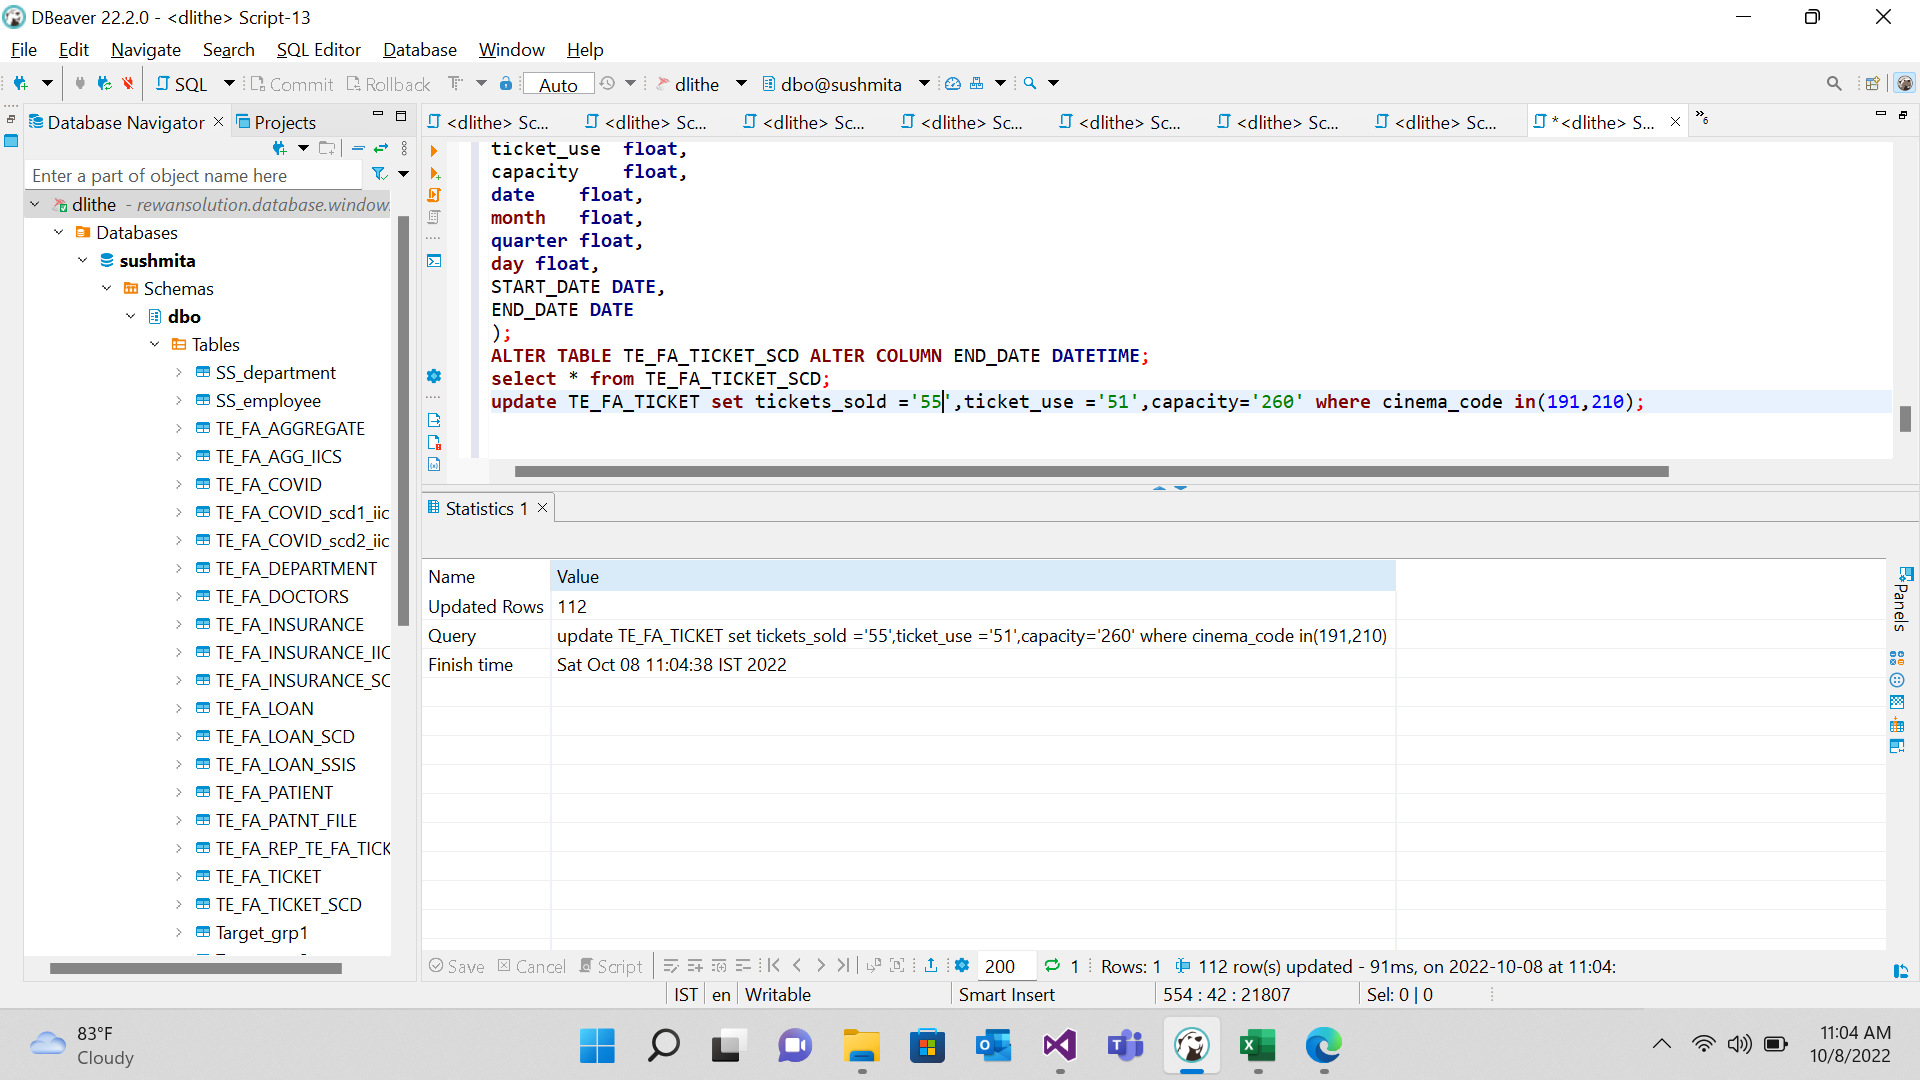 DBeaver 22.2.0 - <dlithe> Script-13
File Edit Navigate Search SQL Editor Database Window Help
SQL Commit Rollback Auto dlithe dbo@sushmita
Database Navigator Projects
Enter a part of object name here
dlithe - rewansolution.database.window.
Databases
sushmita
Schemas
dbo
Tables
SS_department
SS_employee
TE_FA_AGGREGATE
TE_FA_AGG_IICS
TE_FA_COVID
TE_FA_COVID_scd1_iic
TE_FA_COVID_scd2_iic
TE_FA_DEPARTMENT
TE_FA_DOCTORS
TE_FA_INSURANCE
TE_FA_INSURANCE_IIC
TE_FA_INSURANCE_SC
TE_FA_LOAN
TE_FA_LOAN_SCD
TE_FA_LOAN_SSIS
TE_FA_PATIENT
TE_FA_PATNT_FILE
TE_FA_REP_TE_FA_TICK
TE_FA_TICKET
TE_FA_TICKET_SCD
Target_grp1
<dlithe> Sc... <dlithe> Sc... <dlithe> Sc... <dlithe> Sc... <dlithe> Sc... <dlithe> Sc... <dlithe> Sc... *<dlithe> S... »6
ticket_use float,
capacity float,
date float,
month float,
quarter float,
day float,
START_DATE DATE,
END_DATE DATE
);
ALTER TABLE TE_FA_TICKET_SCD ALTER COLUMN END_DATE DATETIME;
select * from TE_FA_TICKET_SCD;
update TE_FA_TICKET set tickets_sold ='55',ticket_use ='51',capacity='260' where cinema_code in(191,210);
Statistics 1
Name Value
Updated Rows 112
Query update TE_FA_TICKET set tickets_sold ='55',ticket_use ='51',capacity='260' where cinema_code in(191,210)
Finish time Sat Oct 08 11:04:38 IST 2022
Panels
Save Cancel Script 200 1 Rows: 1 112 row(s) updated - 91ms, on 2022-10-08 at 11:04:
IST en Writable Smart Insert 554 : 42 : 21807 Sel: 0 | 0
83°F
Cloudy
11:04 AM
10/8/2022